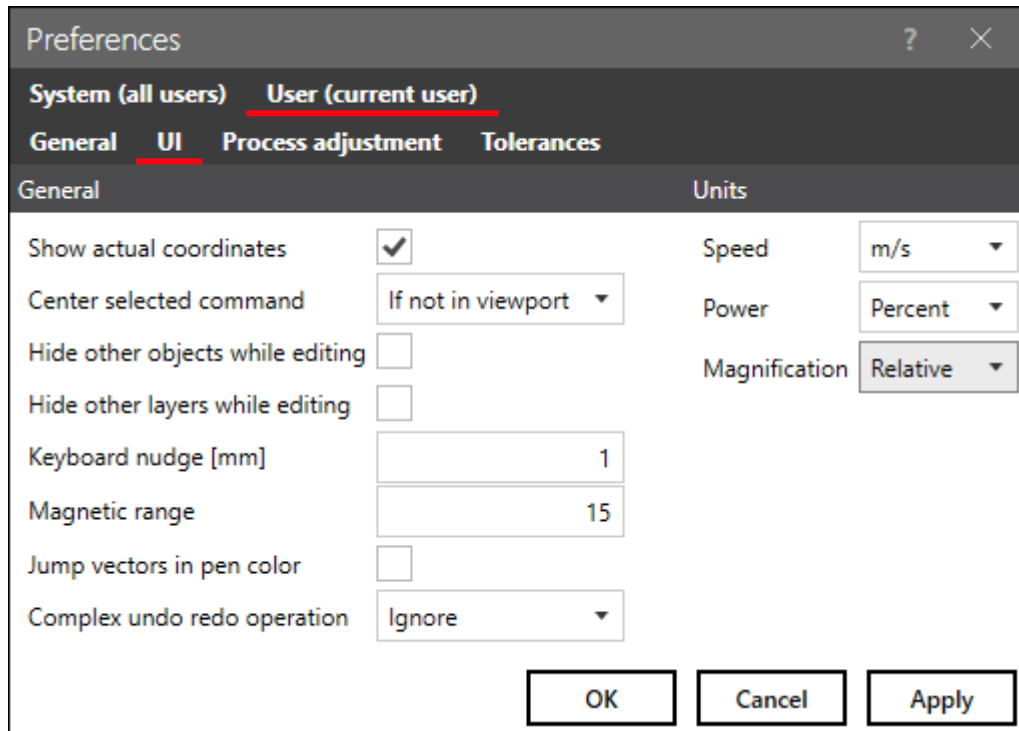 Preferences ?
System (all users) User (current user)
General UI Process adjustment Tolerances
General Units
Show actual coordinates Speed m/s
Center selected command If not in viewport Power Percent
Hide other objects while editing Magnification Relative
Hide other layers while editing
Keyboard nudge [mm] 1
Magnetic range 15
Jump vectors in pen color
Complex undo redo operation Ignore
OK Cancel Apply